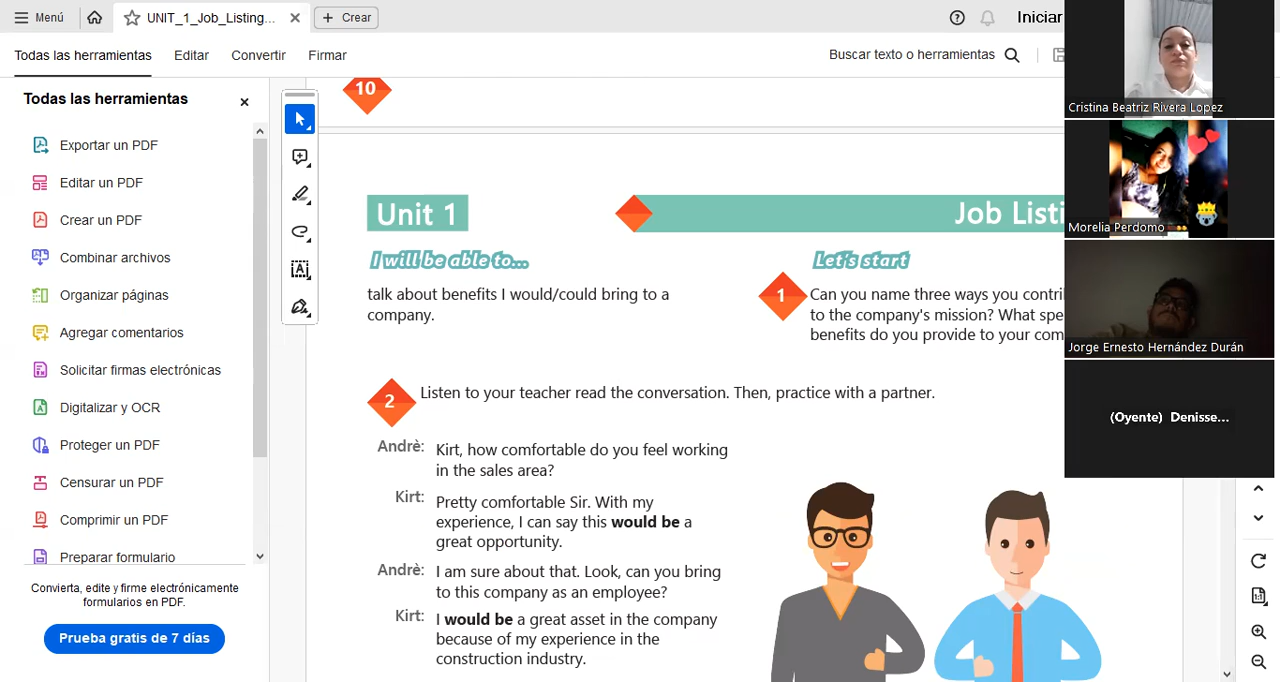 Menú
UNIT_1_Job_Listing...
Crear
Iniciar
Todas las herramientas
Editar
Convertir
Firmar
Buscar texto o herramientas
Todas las herramientas
Exportar un PDF
Editar un PDF
Crear un PDF
Combinar archivos
Organizar páginas
Agregar comentarios
Solicitar firmas electrónicas
Digitalizar y OCR
Proteger un PDF
Censurar un PDF
Comprimir un PDF
Preparar formulario
Convierta, edite y firme electrónicamente
formularios en PDF.
Prueba gratis de 7 días
10
Unit 1
Job Listi
I will be able to...
talk about benefits I would/could bring to a
company.
Let's start
1
Can you name three ways you contri
to the company's mission? What spe
benefits do you provide to your com
2
Listen to your teacher read the conversation. Then, practice with a partner.
Andrè: Kirt, how comfortable do you feel working
in the sales area?
Kirt: Pretty comfortable Sir. With my
experience, I can say this would be a
great opportunity.
Andrè: I am sure about that. Look, can you bring
to this company as an employee?
Kirt: I would be a great asset in the company
because of my experience in the
construction industry.
Cristina Beatriz Rivera Lopez
Morelia Perdomo
Jorge Ernesto Hernández Durán
(Oyente) Denisse...